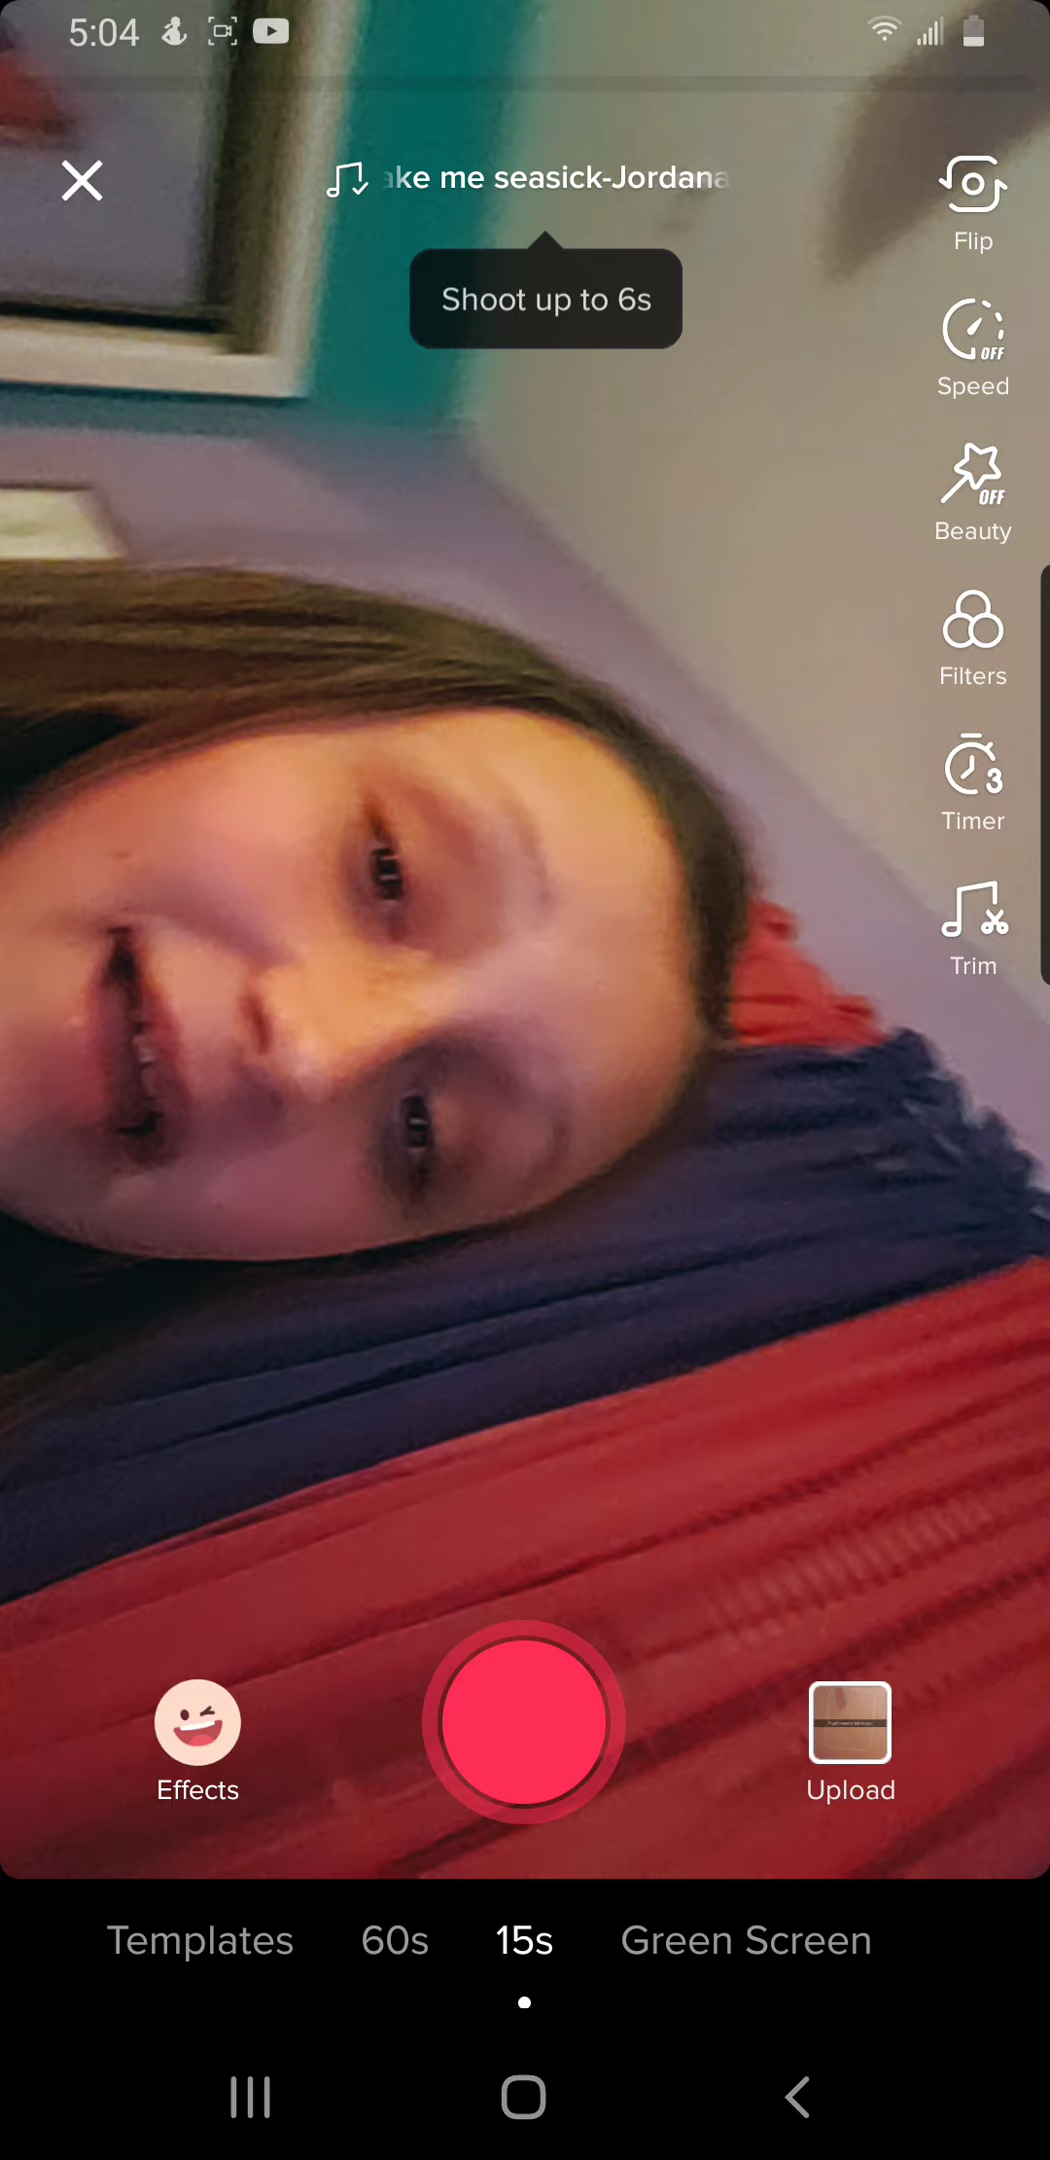 5:04
ake me seasick-Jordana
Shoot up to 6s
Flip
OFF
Speed
OFF
Beauty
Filters
3
Timer
Trim
Effects
Upload
Templates 60s 15s Green Screen